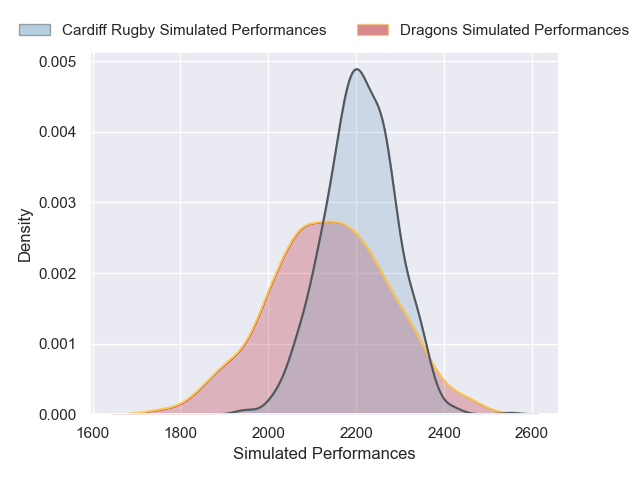 Cardiff Rugby Simulated Performances
Dragons Simulated Performances
0.005
0.004
0.003
0.002
0.001
0.000
Density
1600 1800 2000 2200 2400 2600
Simulated Performances